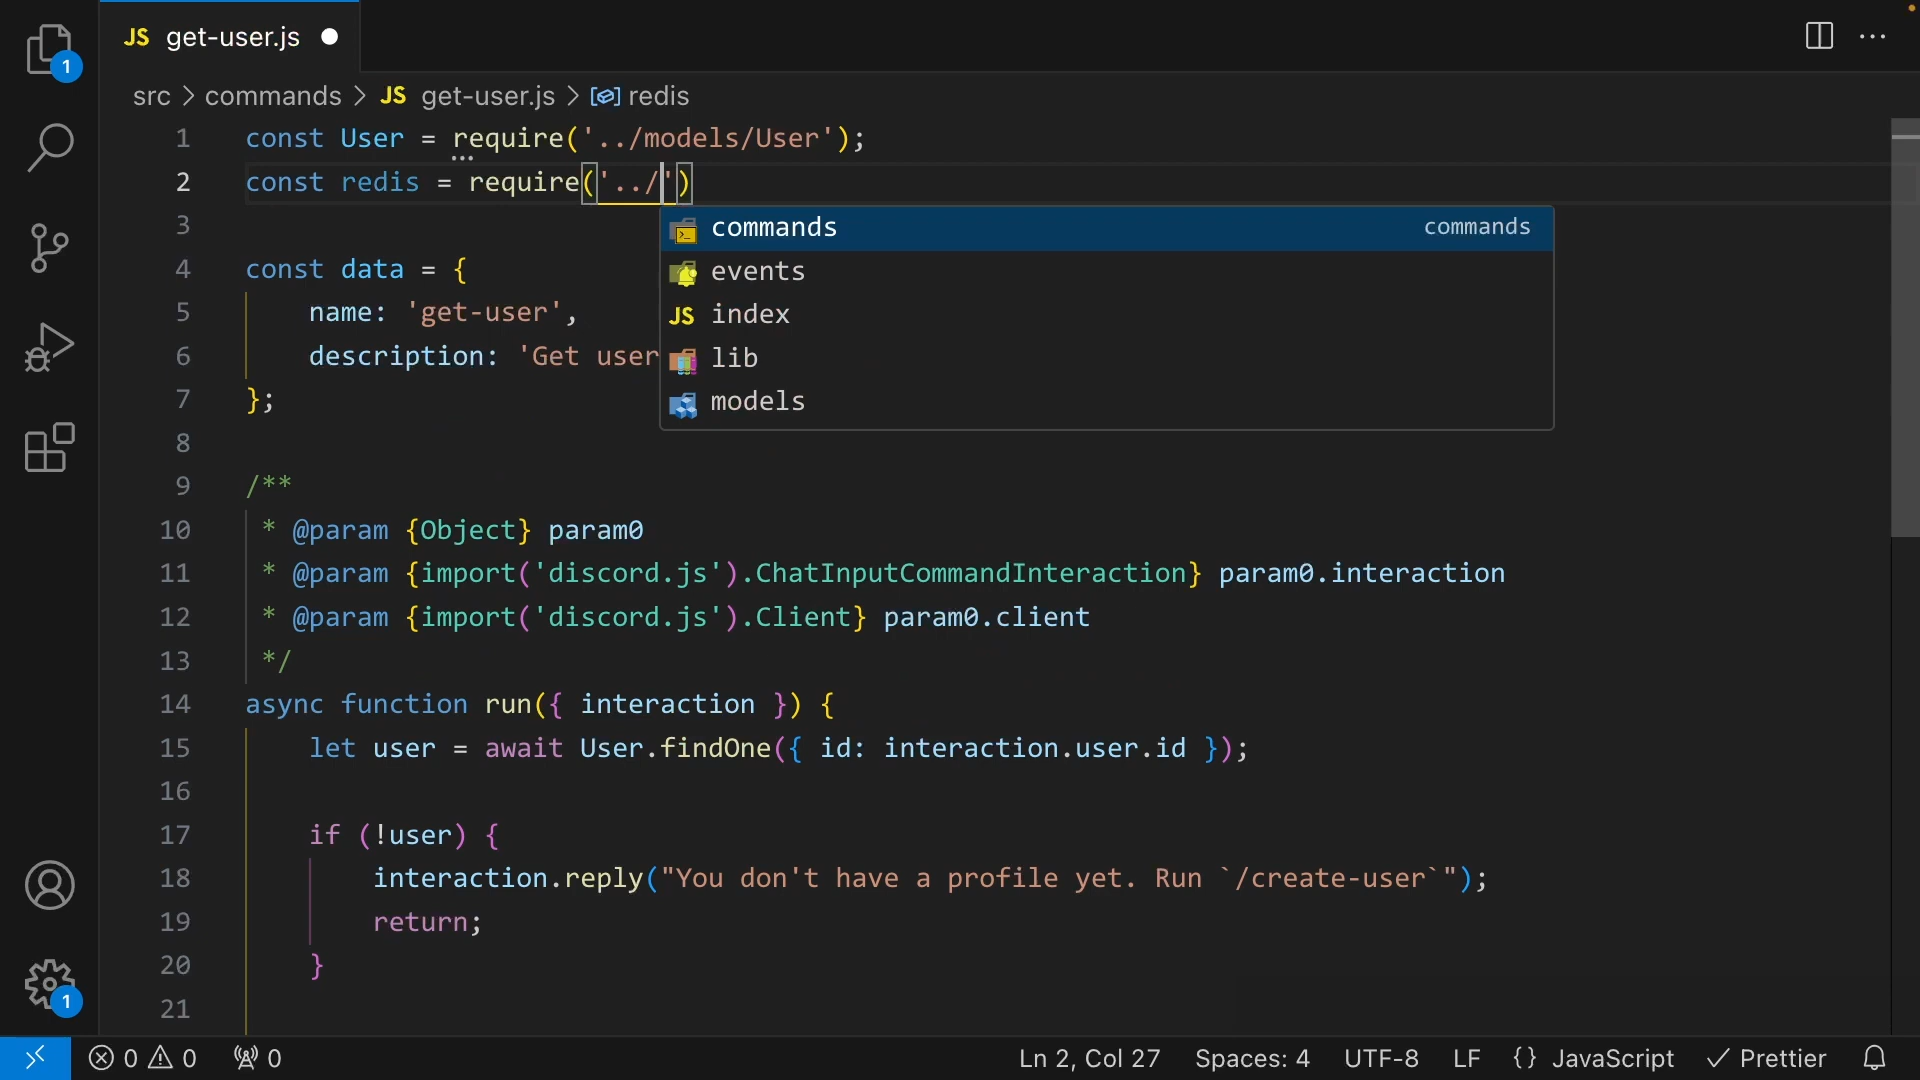 JS get-user.js
1
src > commands > JS get-user.js > redis
1 const User = require('../models/User');
2 const redis = require('../')
commands commands
events
JS index
lib
models
3
4 const data = {
5 name: 'get-user',
6 description: 'Get user
7 };
8
9 /**
10 * @param {Object} param0
11 * @param {import('discord.js').ChatInputCommandInteraction} param0.interaction
12 * @param {import('discord.js').Client} param0.client
13 */
14 async function run({ interaction }) {
15 let user = await User.findOne({ id: interaction.user.id });
16
17 if (!user) {
18 interaction.reply("You don't have a profile yet. Run `/create-user`");
19 return;
20 }
21
1
0 0 0 Ln 2, Col 27 Spaces: 4 UTF-8 LF {} JavaScript Prettier